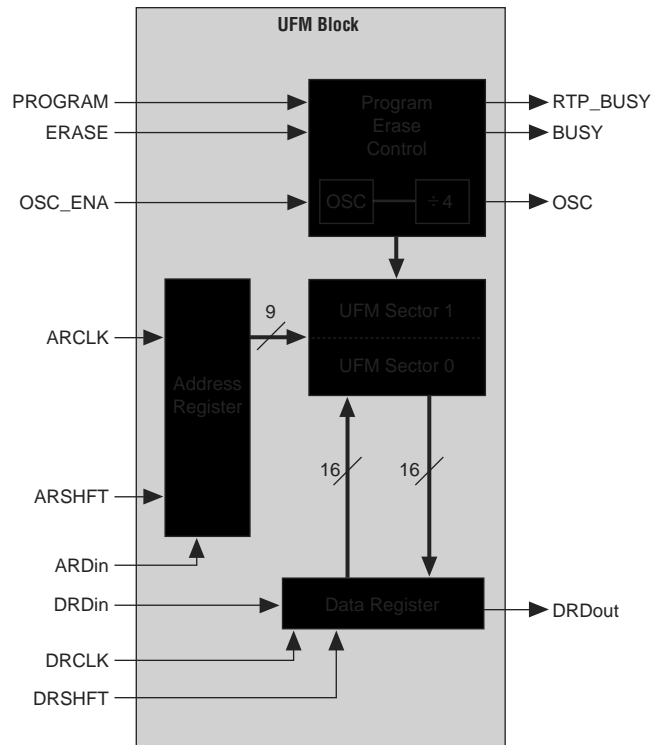 UFM Block
PROGRAM
ERASE
OSC_ENA
Program
Erase
Control
OSC
÷ 4
RTP_BUSY
BUSY
OSC
ARCLK
ARSHFT
ARDin
Address
Register
9
UFM Sector 1
UFM Sector 0
16
16
DRDin
DRCLK
DRSHFT
Data Register
DRDout